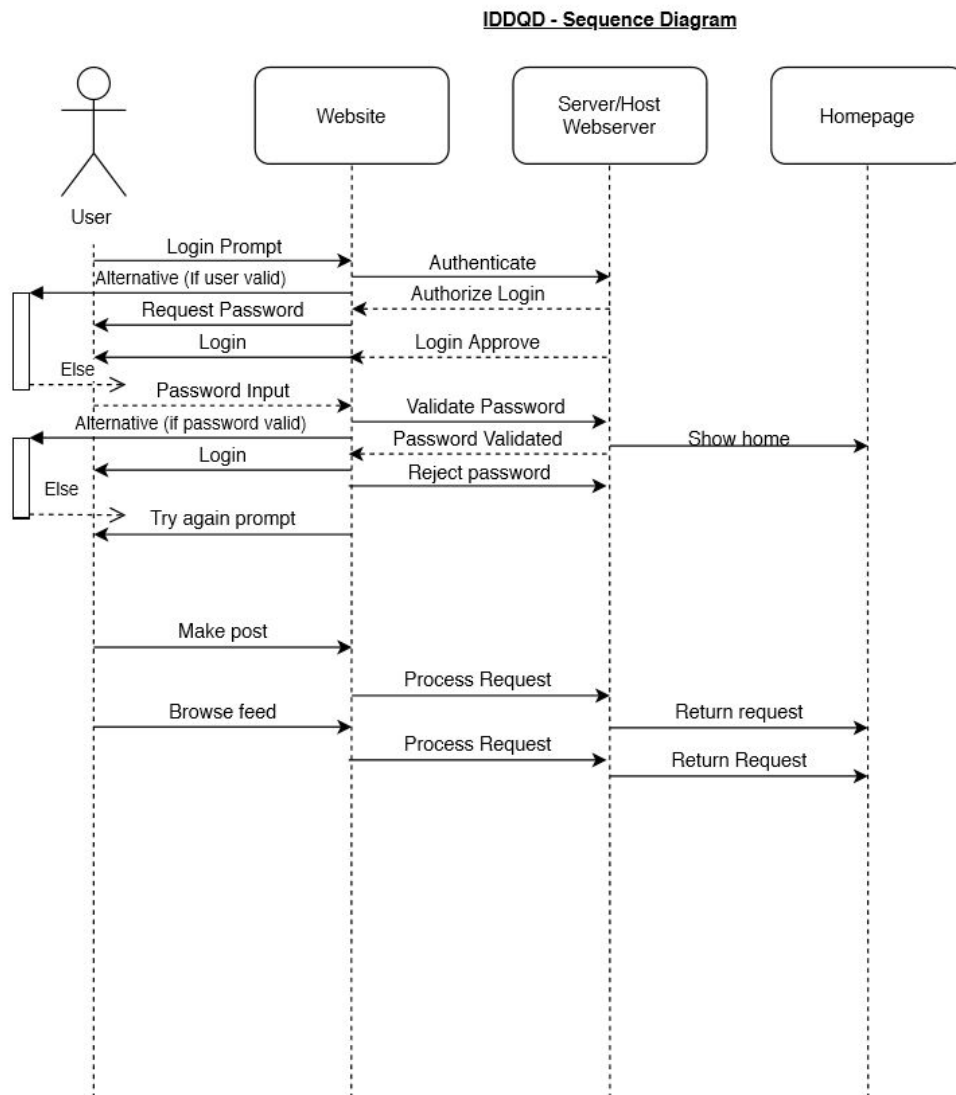 IDDQD - Sequence Diagram
Website
Server/Host
Webserver
Homepage
User
Login Prompt
Authenticate
Alternative (If user valid)
Authorize Login
Request Password
Login
Login Approve
Else
Password Input
Validate Password
Alternative (if password valid)
Password Validated
Show home
Login
Reject password
Else
Try again prompt
Make post
Process Request
Browse feed
Return request
Process Request
Return Request